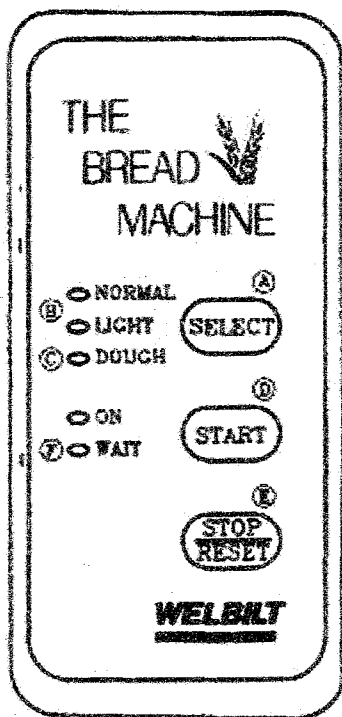 THE
BREAD
MACHINE
Ⓐ
NORMAL
Ⓑ
LIGHT
SELECT
Ⓒ DOUGH
Ⓓ
ON
START
Ⓕ WAIT
Ⓔ
STOP
RESET
WELBILT